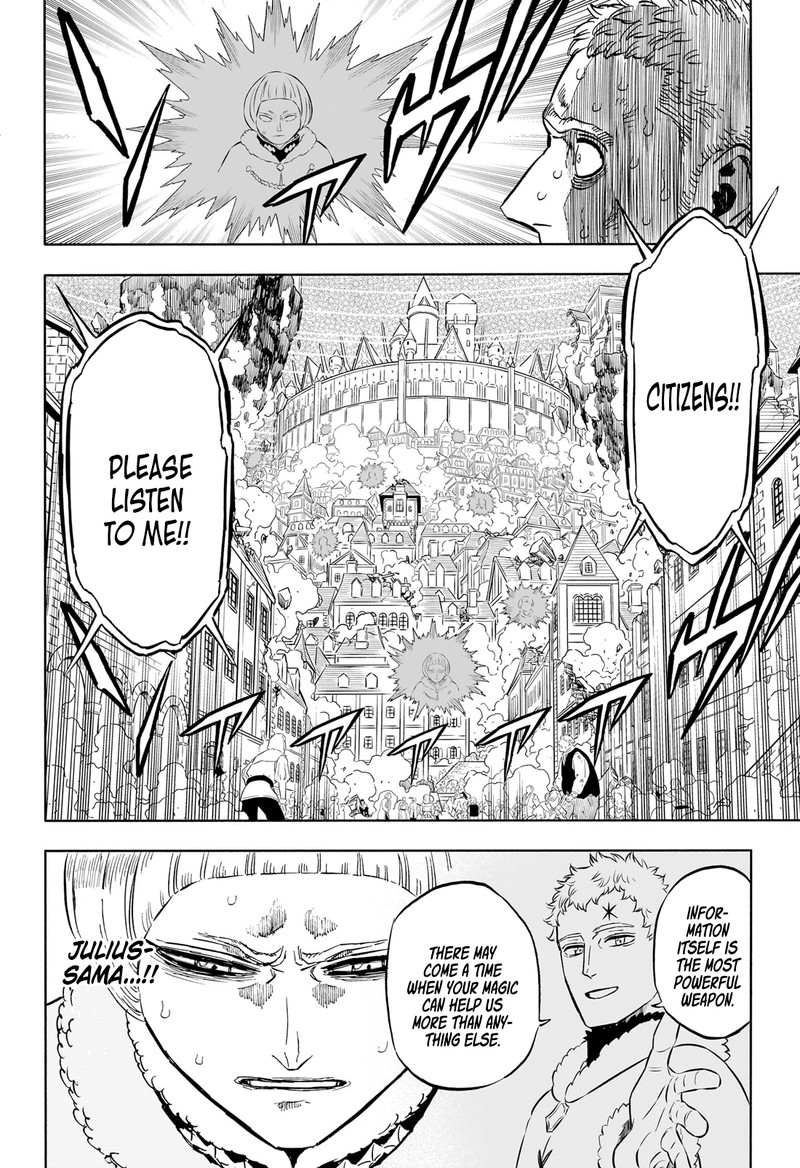 CITIZENS!!
PLEASE
LISTEN
TO ME!!
INFOR-
MATION
ITSELF IS
THE MOST
POWERFUL
WEAPON.
THERE MAY
COME A TIME
WHEN YOUR MAGIC
CAN HELP US
MORE THAN ANY-
THING ELSE.
JULIUS-
SAMA...!!